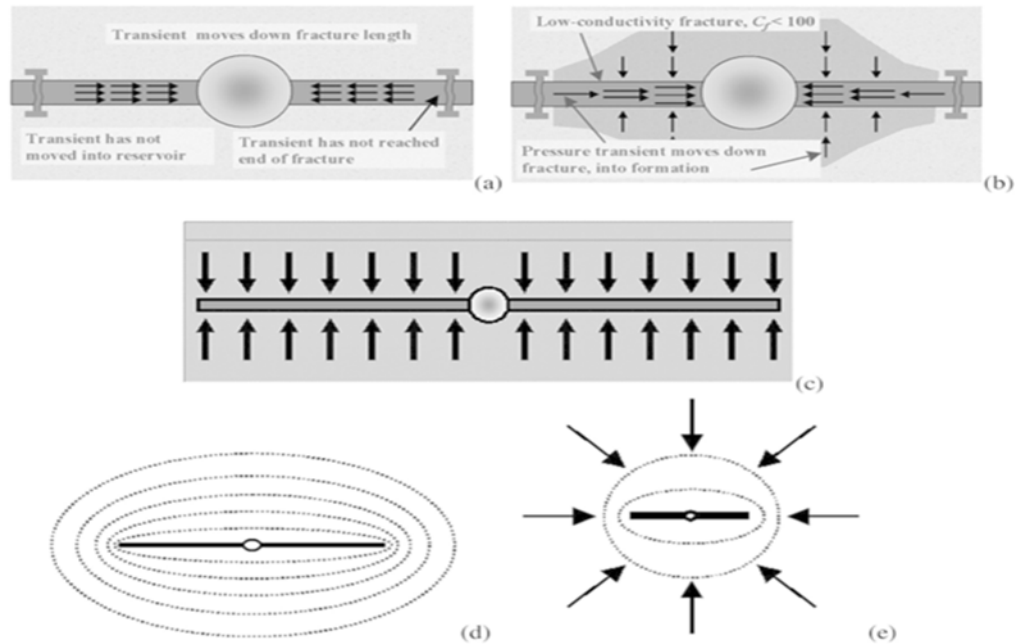 Transient moves down fracture length
Transient has not
moved into reservoir
Transient has not reached
end of fracture
(a)
Low-conductivity fracture, Cf< 100
Pressure transient moves down
fracture, into formation
(b)
(c)
(d)
(e)